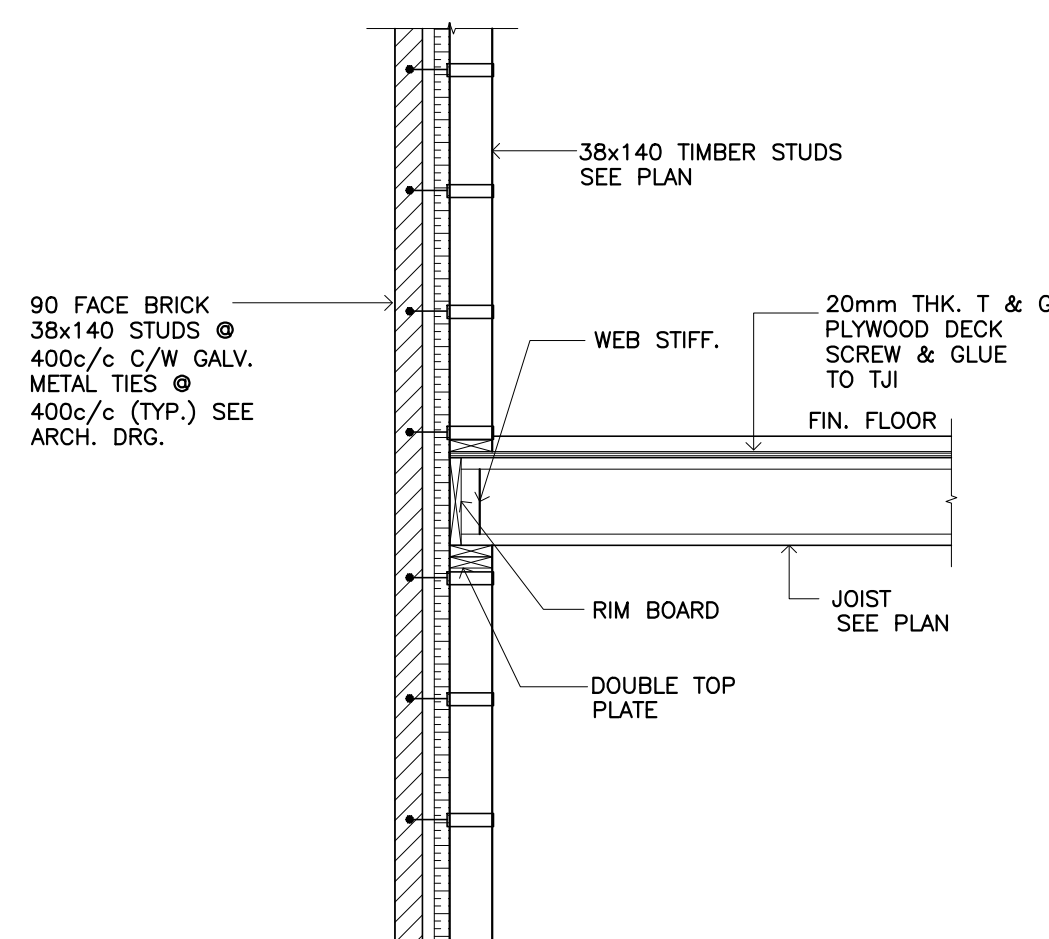 38x140 TIMBER STUDS
SEE PLAN
90 FACE BRICK
38x140 STUDS @
400c/c C/W GALV.
METAL TIES @
400c/c (TYP.) SEE
ARCH. DRG.
WEB STIFF.
20mm THK. T & G
PLYWOOD DECK
SCREW & GLUE
TO TJI
FIN. FLOOR
RIM BOARD
JOIST
SEE PLAN
DOUBLE TOP
PLATE